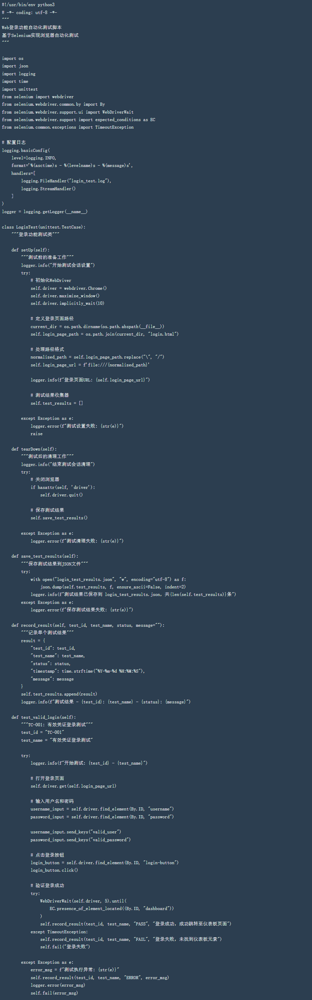 #!/usr/bin/env python3
# -*- coding: utf-8 -*-
"""
Web登录功能自动化测试脚本
基于Selenium实现浏览器自动化测试
"""

import os
import json
import logging
import time
import unittest
from selenium import webdriver
from selenium.webdriver.common.by import By
from selenium.webdriver.support.ui import WebDriverWait
from selenium.webdriver.support import expected_conditions as EC
from selenium.common.exceptions import TimeoutException

# 配置日志
logging.basicConfig(
    level=logging.INFO,
    format='%(asctime)s - %(levelname)s - %(message)s',
    handlers=[
        logging.FileHandler("login_test.log"),
        logging.StreamHandler()
    ]
)
logger = logging.getLogger(__name__)

class LoginTest(unittest.TestCase):
    """登录功能测试类"""

    def setUp(self):
        """测试前的准备工作"""
        logger.info("开始测试会话设置")
        try:
            # 初始化WebDriver
            self.driver = webdriver.Chrome()
            self.driver.maximize_window()
            self.driver.implicitly_wait(10)

            # 定义登录页面路径
            current_dir = os.path.dirname(os.path.abspath(__file__))
            self.login_page_path = os.path.join(current_dir, "login.html")

            # 处理路径格式
            normalized_path = self.login_page_path.replace("\", "/")
            self.login_page_url = f'file:///{normalized_path}'

            logger.info(f"登录页面URL: {self.login_page_url}")

            # 测试结果收集器
            self.test_results = []

        except Exception as e:
            logger.error(f"测试设置失败: {str(e)}")
            raise

    def tearDown(self):
        """测试后的清理工作"""
        logger.info("结束测试会话清理")
        try:
            # 关闭浏览器
            if hasattr(self, 'driver'):
                self.driver.quit()

            # 保存测试结果
            self.save_test_results()

        except Exception as e:
            logger.error(f"测试清理失败: {str(e)}")

    def save_test_results(self):
        """保存测试结果到JSON文件"""
        try:
            with open("login_test_results.json", "w", encoding="utf-8") as f:
                json.dump(self.test_results, f, ensure_ascii=False, indent=2)
            logger.info(f"测试结果已保存到 login_test_results.json，共{len(self.test_results)}条")
        except Exception as e:
            logger.error(f"保存测试结果失败: {str(e)}")

    def record_result(self, test_id, test_name, status, message=""):
        """记录单个测试结果"""
        result = {
            "test_id": test_id,
            "test_name": test_name,
            "status": status,
            "timestamp": time.strftime("%Y-%m-%d %H:%M:%S"),
            "message": message
        }
        self.test_results.append(result)
        logger.info(f"测试结果 - {test_id}: {test_name} - {status}: {message}")

    def test_valid_login(self):
        """TC-001: 有效凭证登录测试"""
        test_id = "TC-001"
        test_name = "有效凭证登录测试"

        try:
            logger.info(f"开始测试: {test_id} - {test_name}")

            # 打开登录页面
            self.driver.get(self.login_page_url)

            # 输入用户名和密码
            username_input = self.driver.find_element(By.ID, "username")
            password_input = self.driver.find_element(By.ID, "password")

            username_input.send_keys("valid_user")
            password_input.send_keys("valid_password")

            # 点击登录按钮
            login_button = self.driver.find_element(By.ID, "login-button")
            login_button.click()

            # 验证登录成功
            try:
                WebDriverWait(self.driver, 5).until(
                    EC.presence_of_element_located((By.ID, "dashboard"))
                )
                self.record_result(test_id, test_name, "PASS", "登录成功，成功跳转至仪表板页面")
            except TimeoutException:
                self.record_result(test_id, test_name, "FAIL", "登录失败，未找到仪表板元素")
                self.fail("登录失败")

        except Exception as e:
            error_msg = f"测试执行异常: {str(e)}"
            self.record_result(test_id, test_name, "ERROR", error_msg)
            logger.error(error_msg)
            self.fail(error_msg)